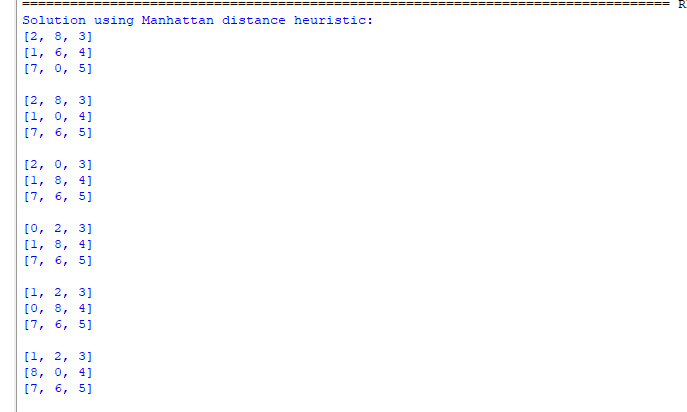 ================================================================================= R
Solution using Manhattan distance heuristic:
[2, 8, 3]
[1, 6, 4]
[7, 0, 5]
[2, 8, 3]
[1, 0, 4]
[7, 6, 5]
[2, 0, 3]
[1, 8, 4]
[7, 6, 5]
[0, 2, 3]
[1, 8, 4]
[7, 6, 5]
[1, 2, 3]
[0, 8, 4]
[7, 6, 5]
[1, 2, 3]
[8, 0, 4]
[7, 6, 5]